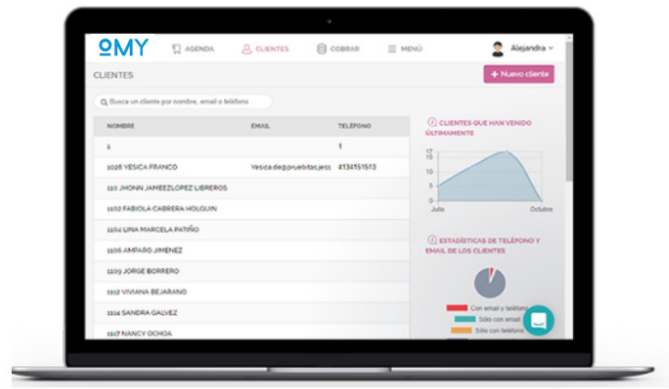 OMY
AGENDA
CLIENTES
COBRAR
MENÚ
Alejandra
CLIENTES
+ Nuevo cliente
Busca un cliente por nombre, email o teléfono
NOMBRE EMAIL TELÉFONO
1 1
1028 YESICA FRANCO 4134151513
110 JHONN JAMEEZLOPEZ LIBREROS
1102 FABIOLA CABRERA HOLGUIN
1104 LINA MARCELA PATIÑO
1106 AMPARO JIMENEZ
1109 JORGE BORRERO
1112 VIVIANA BEJARANO
1114 SANDRA GALVEZ
1117 NANCY OCHOA
CLIENTES QUE HAN VENIDO
ÚLTIMAMENTE
17
15
10
5
0
Julio Octubre
ESTADÍSTICAS DE TELÉFONO Y
EMAIL DE LOS CLIENTES
Con email y teléfono
Sólo con email
Sólo con teléfono